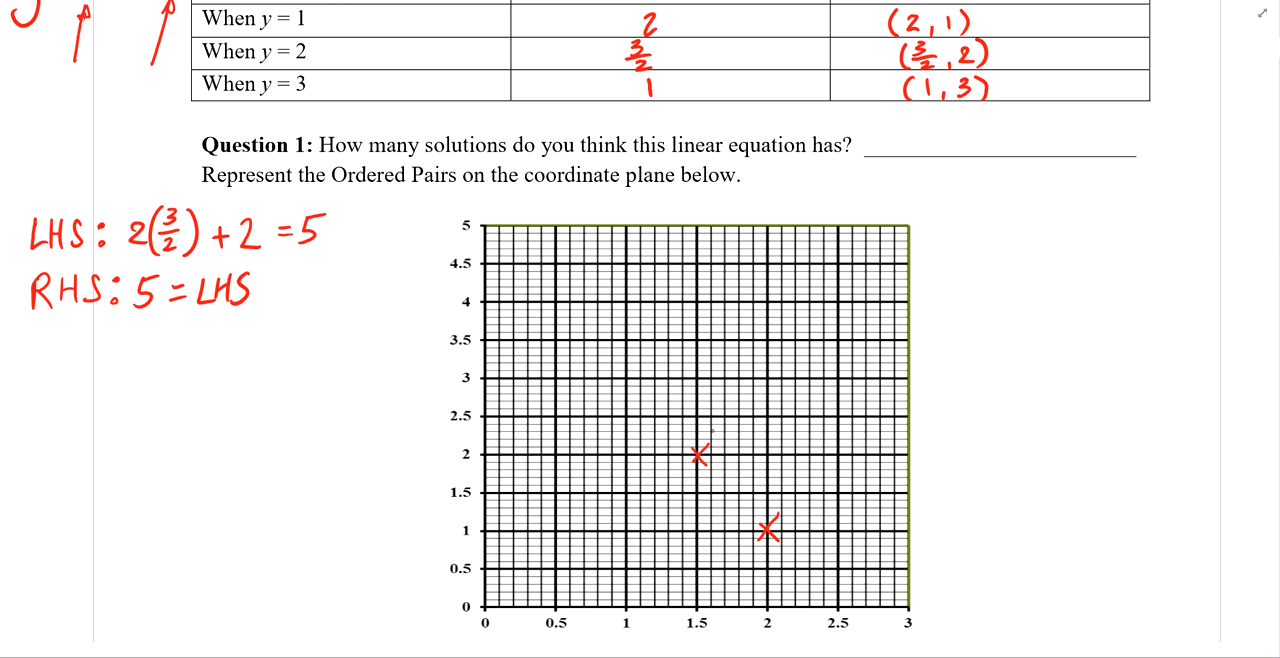 When y = 1 2 (2, 1)
When y = 2 3/2 (3/2, 2)
When y = 3 1 (1, 3)
Question 1: How many solutions do you think this linear equation has? ____________________
Represent the Ordered Pairs on the coordinate plane below.
LHS: 2(3/2) + 2 = 5
RHS: 5 = LHS
5
4.5
4
3.5
3
2.5
2
1.5
1
0.5
0
0 0.5 1 1.5 2 2.5 3